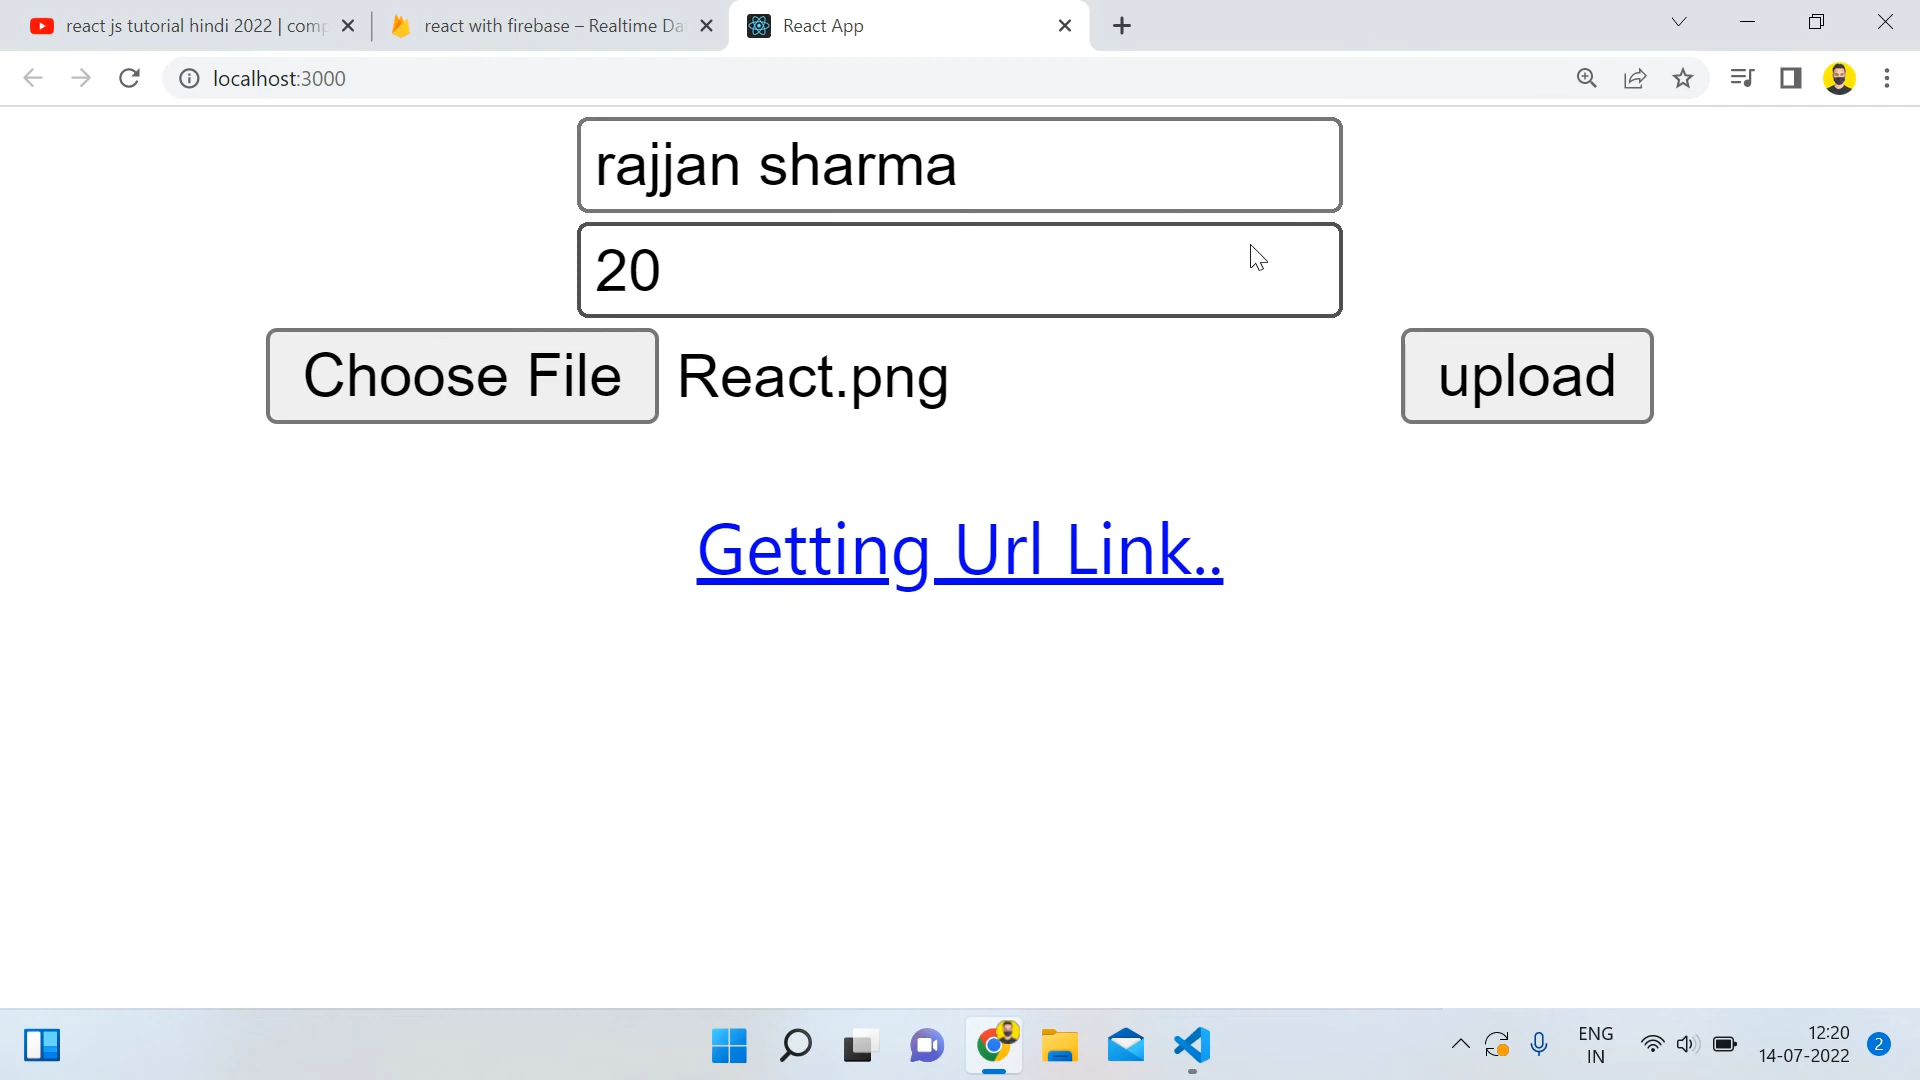 react js tutorial hindi 2022 | comp
react with firebase – Realtime Da
React App
localhost:3000
rajjan sharma
20
Choose File React.png
upload
Getting Url Link..
ENG
IN
12:20
14-07-2022
2